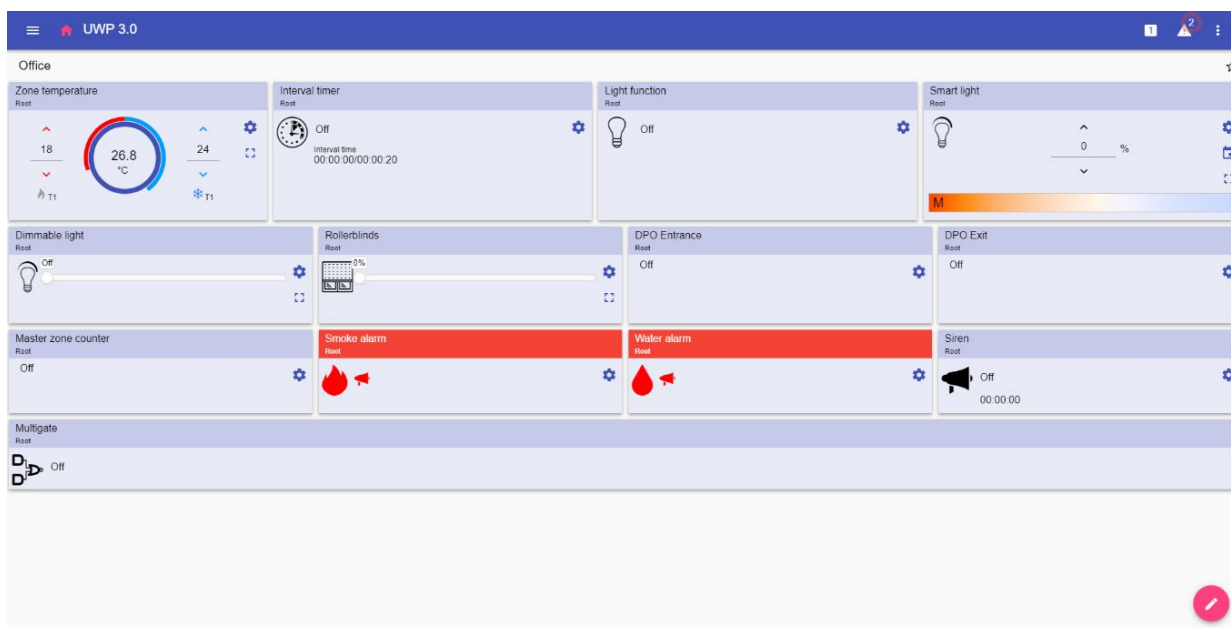 UWP 3.0
1
2
Office
Zone temperature
Root
18
26.8
°C
24
T1
T1
Interval timer
Root
Off
Interval time
00:00:00/00:00:20
Light function
Root
Off
Smart light
Root
0 %
M
Dimmable light
Root
Off
Rollerblinds
Root
0%
DPO Entrance
Root
Off
DPO Exit
Root
Off
Master zone counter
Root
Off
Smoke alarm
Root
Water alarm
Root
Siren
Root
Off
00:00:00
Multigate
Root
Off